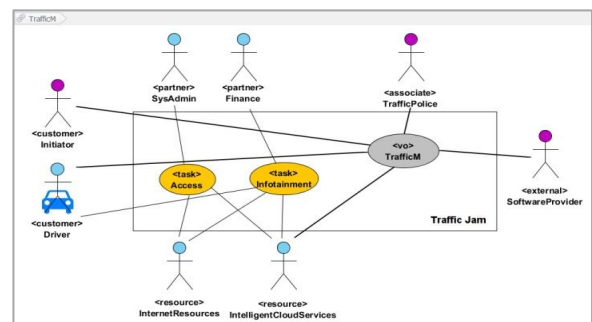 TrafficM
<partner>
SysAdmin
<partner>
Finance
<associate>
TrafficPolice
<customer>
Initiator
<vo>
TrafficM
<task>
Access
<task>
Infotainment
<external>
SoftwareProvider
<customer>
Driver
Traffic Jam
<resource>
InternetResources
<resource>
IntelligentCloudServices